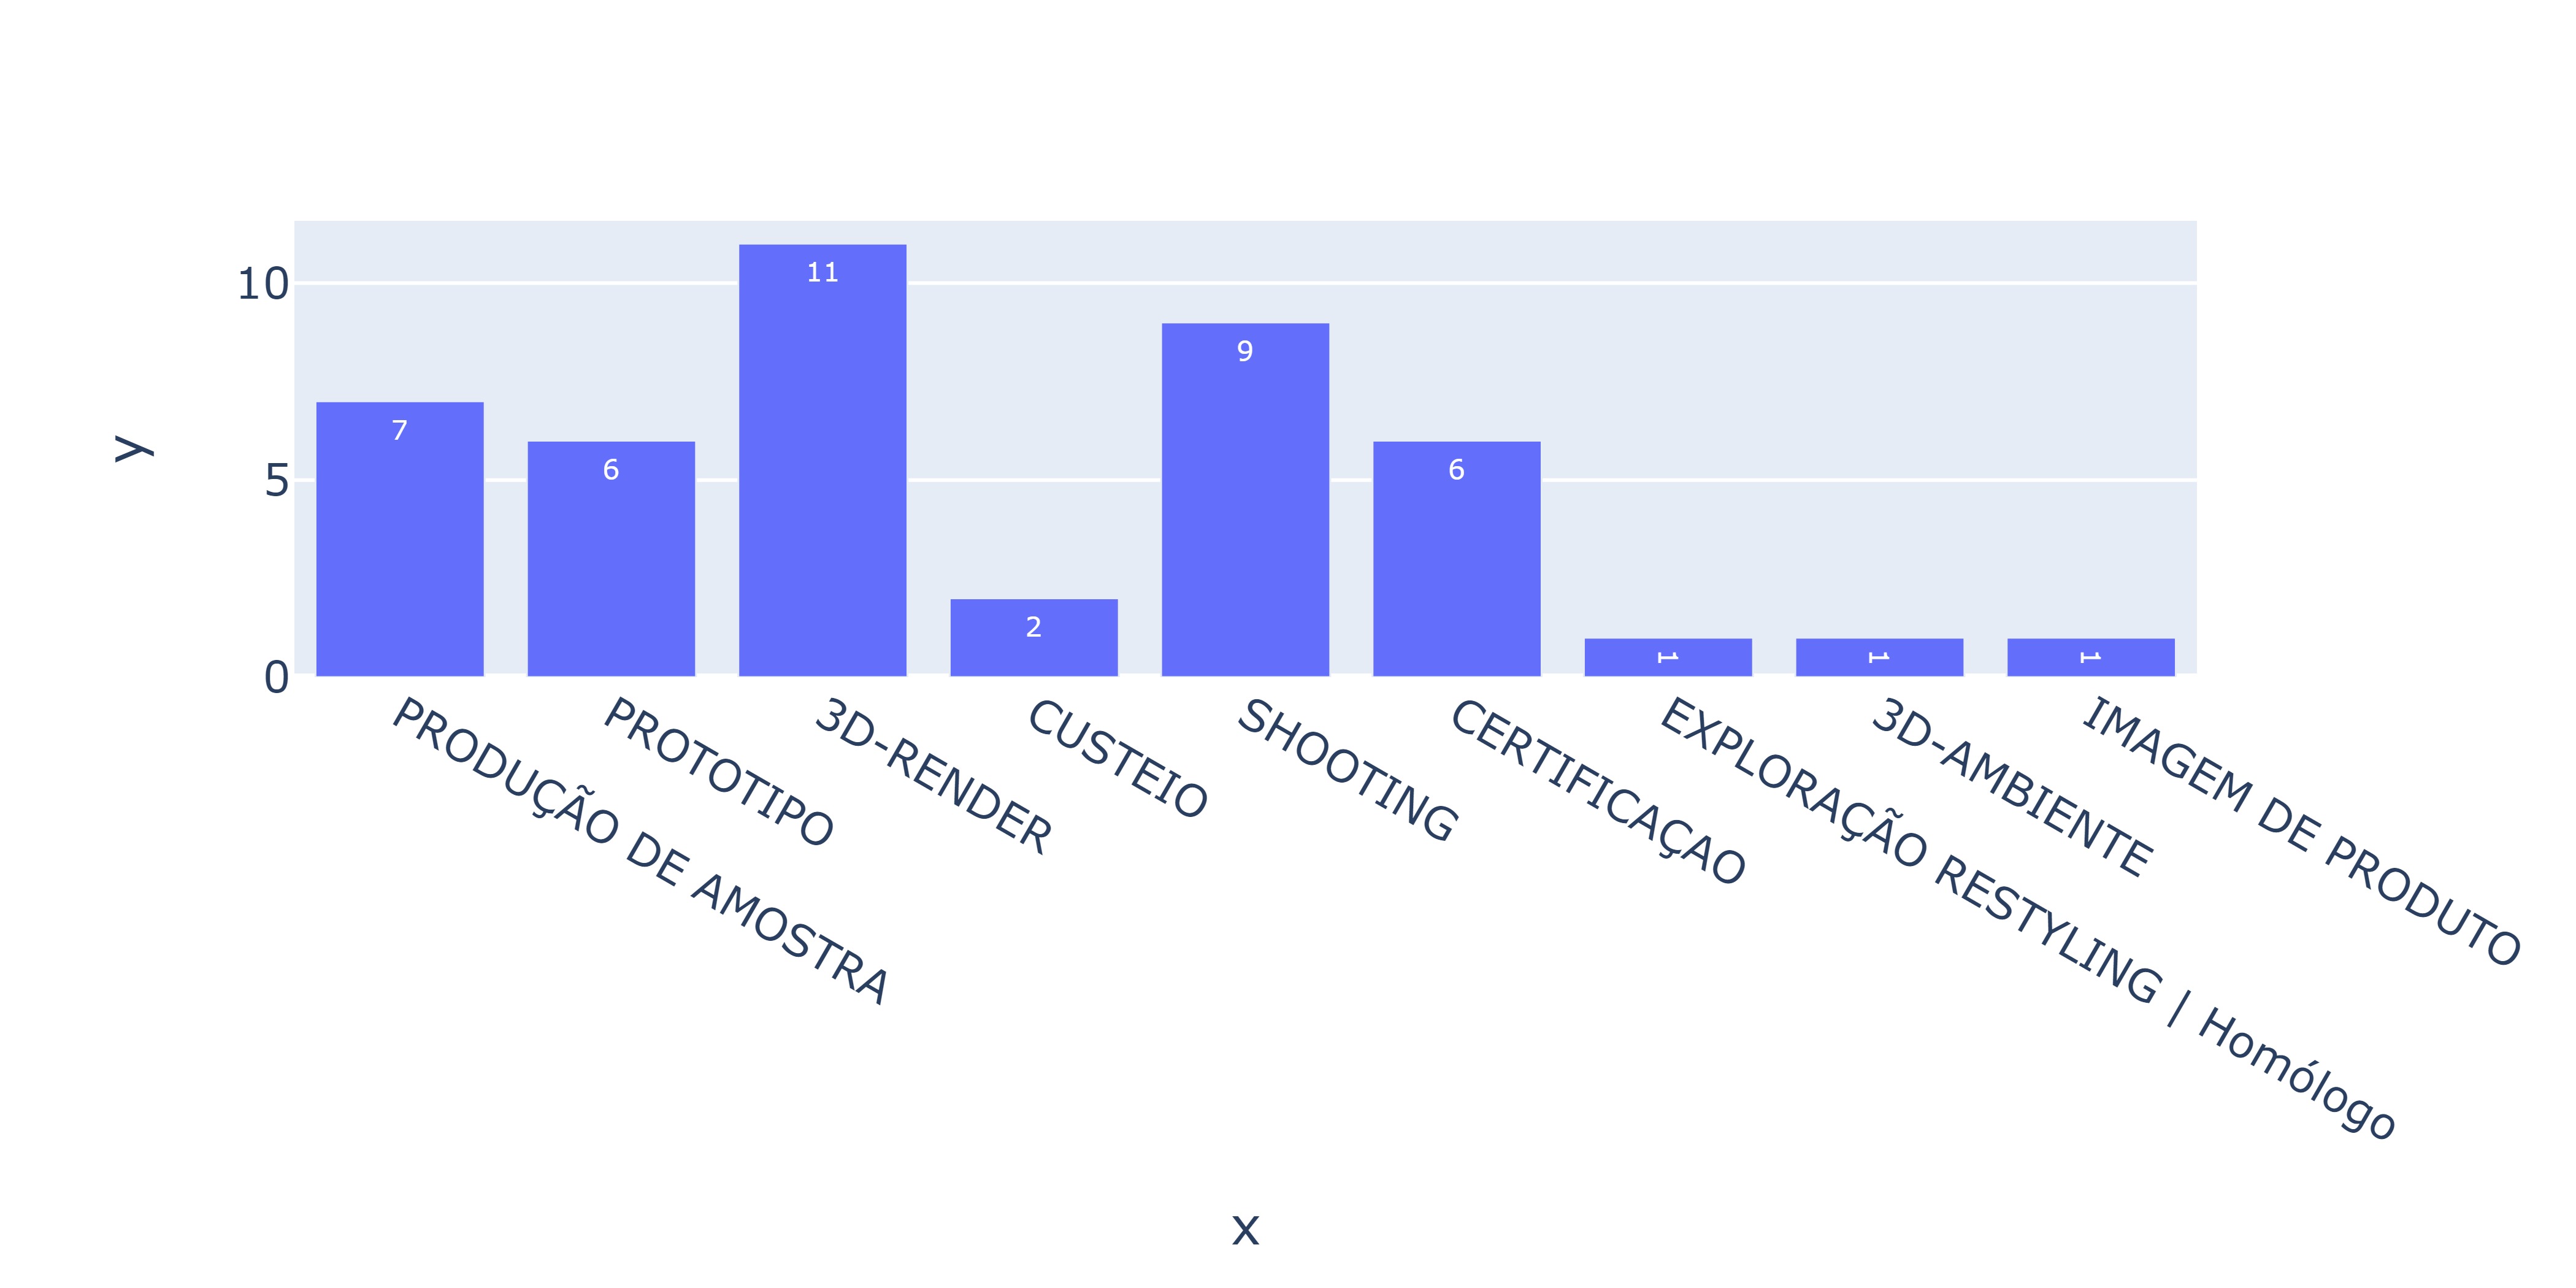 10
5
0
y
7
6
11
2
9
6
1
1
1
PRODUÇÃO DE AMOSTRA
PROTOTIPO
3D-RENDER
CUSTEIO
SHOOTING
CERTIFICAÇAO
EXPLORAÇÃO RESTYLING | Homólogo
3D-AMBIENTE
IMAGEM DE PRODUTO
x